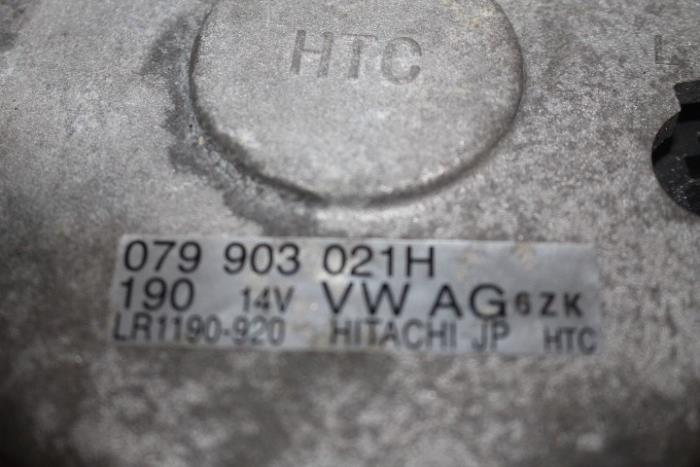 HTC
L
079 903 021H
190 14V VW AG 6ZK
LR1190-920 HITACHI JP HTC